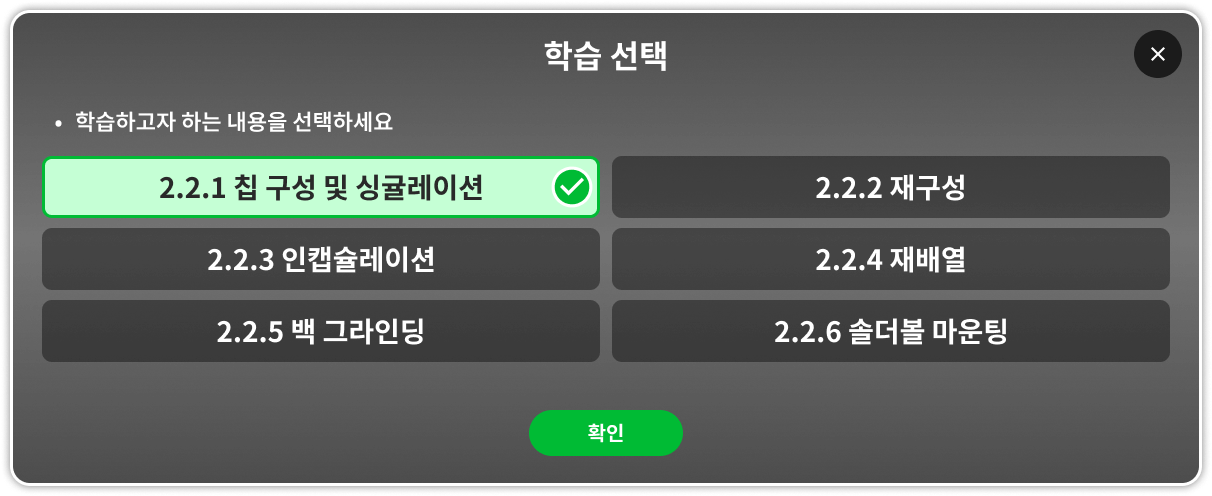 학습 선택
• 학습하고자 하는 내용을 선택하세요
2.2.1 칩 구성 및 싱귤레이션
2.2.2 재구성
2.2.3 인캡슐레이션
2.2.4 재배열
2.2.5 백 그라인딩
2.2.6 솔더볼 마운팅
확인